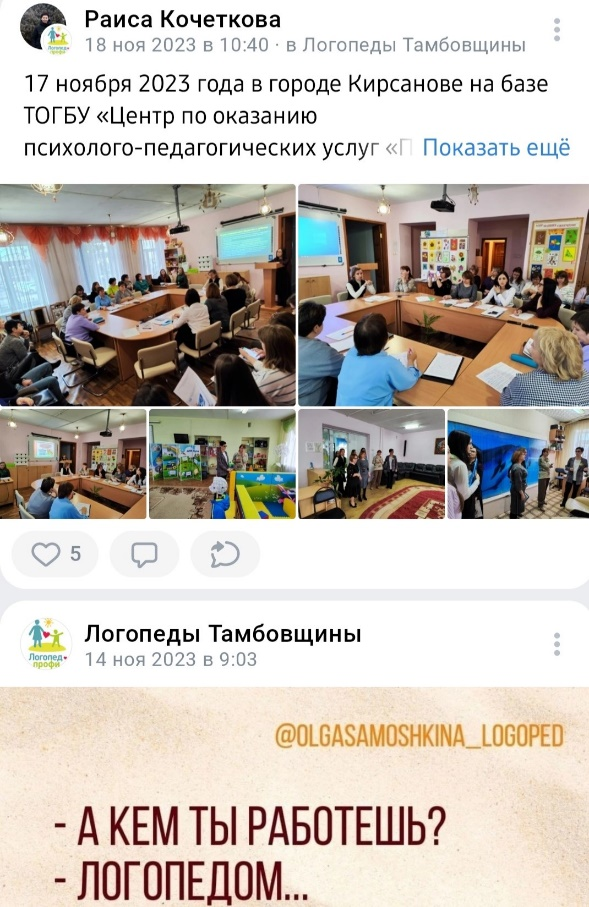 Раиса Кочеткова
18 ноя 2023 в 10:40 · в Логопеды Тамбовщины
17 ноября 2023 года в городе Кирсанове на базе
ТОГБУ «Центр по оказанию
психолого-педагогических услуг «П Показать ещё
5
Логопеды Тамбовщины
14 ноя 2023 в 9:03
Логопед
профи
@OLGASAMOSHKINA_LOGOPED
- А КЕМ ТЫ РАБОТЕШЬ?
- ЛОГОПЕДОМ...